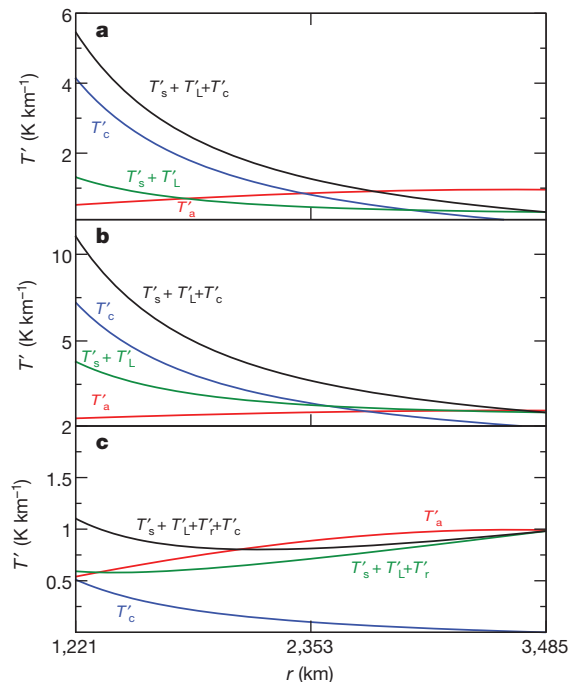 6
a
T′s + T′L+T′c
4
T′c
T′ (K km−1)
2
T′s + T′L
T′a
b
10
T′s + T′L+T′c
T′c
T′ (K km−1)
5
T′s + T′L
T′a
2
c
1.5
T′s + T′L+T′r+T′c
T′a
T′ (K km−1)
1
T′s + T′L+T′r
0.5
T′c
1,221
2,353
3,485
r (km)